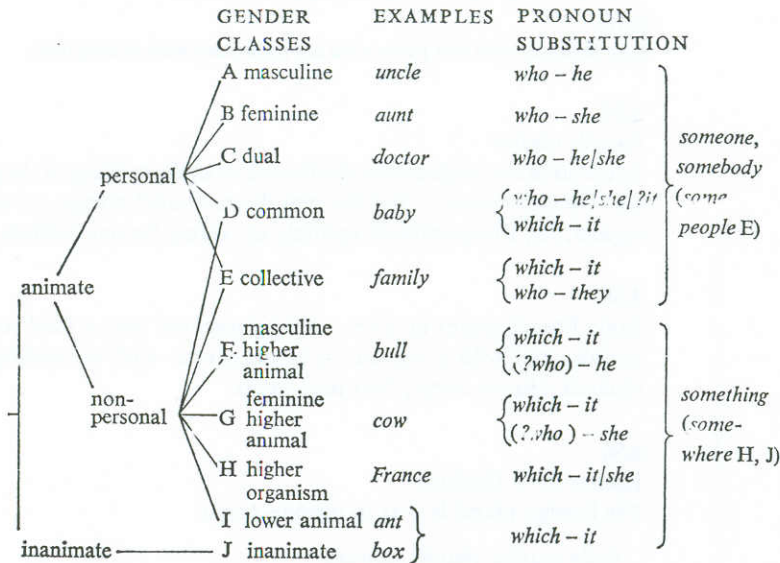 GENDER CLASSES EXAMPLES PRONOUN SUBSTITUTION
A masculine uncle who – he
B feminine aunt who – she
C dual doctor who – he/she
personal
D common baby who – he/she/?it
which – it
someone, somebody (some people E)
E collective family which – it
who – they
animate
F masculine higher animal bull which – it
(?who) – he
non-personal
G feminine higher animal cow which – it
(?who) – she
something (some-where H, J)
H higher organism France which – it/she
I lower animal ant
which – it
inanimate J inanimate box